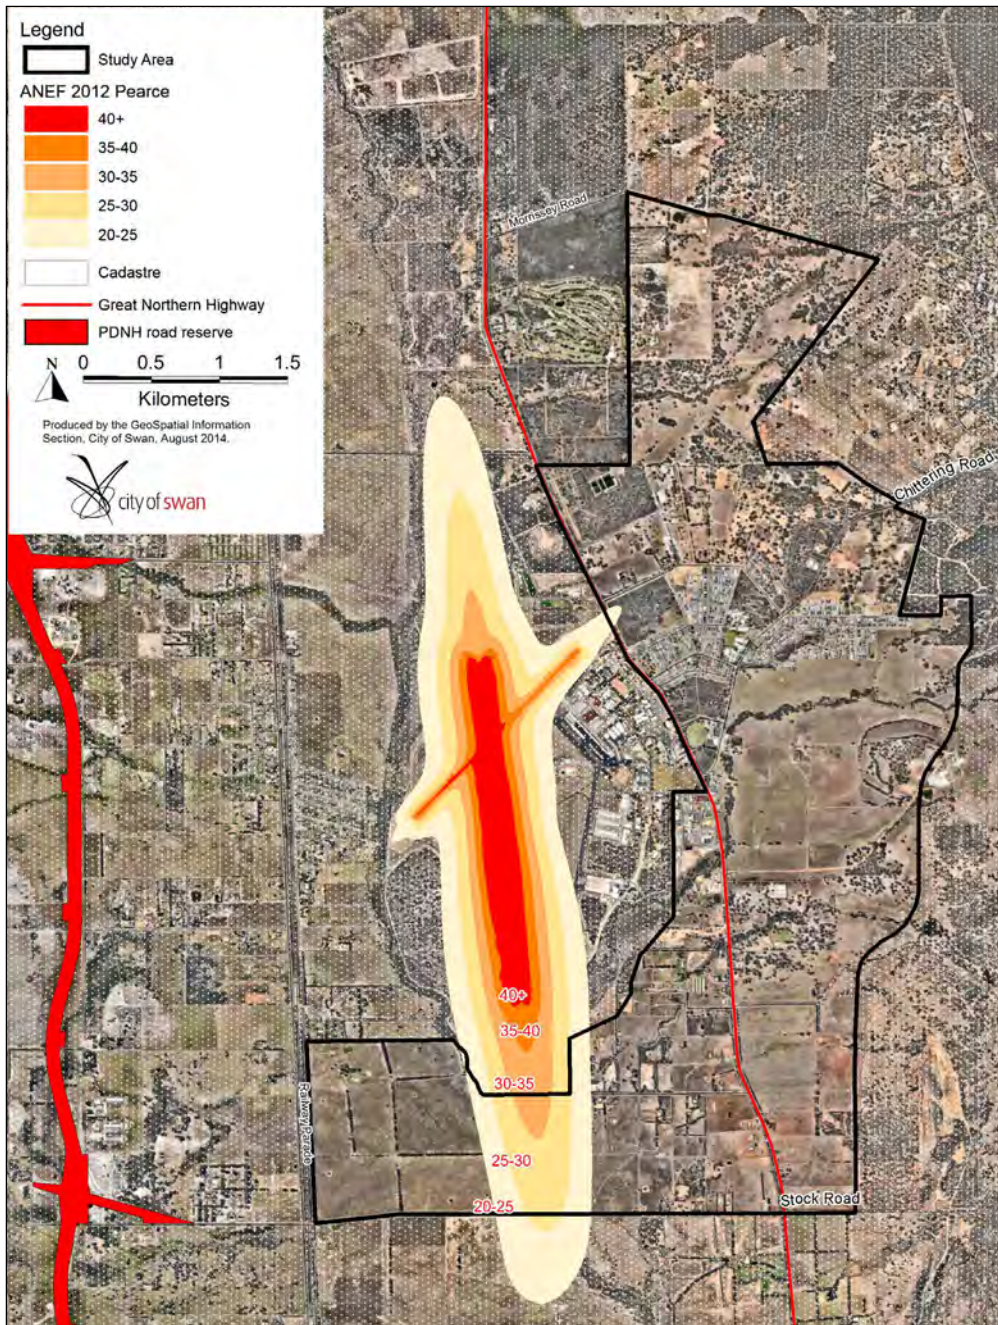 Legend
Study Area
ANEF 2012 Pearce
40+
35-40
30-35
25-30
20-25
Cadastre
Great Northern Highway
PDNH road reserve
N
0 0.5 1 1.5
Kilometers
Produced by the GeoSpatial Information
Section, City of Swan, August 2014.
city of swan
Morrissey Road
Chittering Road
40+
35-40
30-35
Railway Parade
25-30
20-25
Stock Road